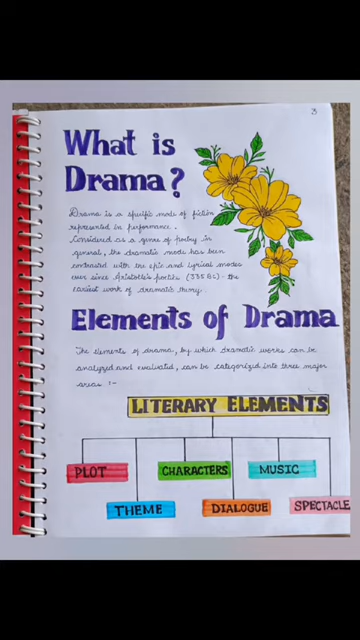 3
What is
Drama?
Drama is a specific mode of fiction
represented in performance.
Considered as a genre of poetry in
general, the dramatic mode has been
contrasted with the epic and lyrical modes
ever since Aristotle's poetics (335 BC) - the
earliest work of dramatic theory.
Elements of Drama
The elements of drama, by which dramatic works can be
analyzed and evaluated, can be categorized into three major
areas :-
LITERARY ELEMENTS
PLOT
CHARACTERS
MUSIC
THEME
DIALOGUE
SPECTACLE